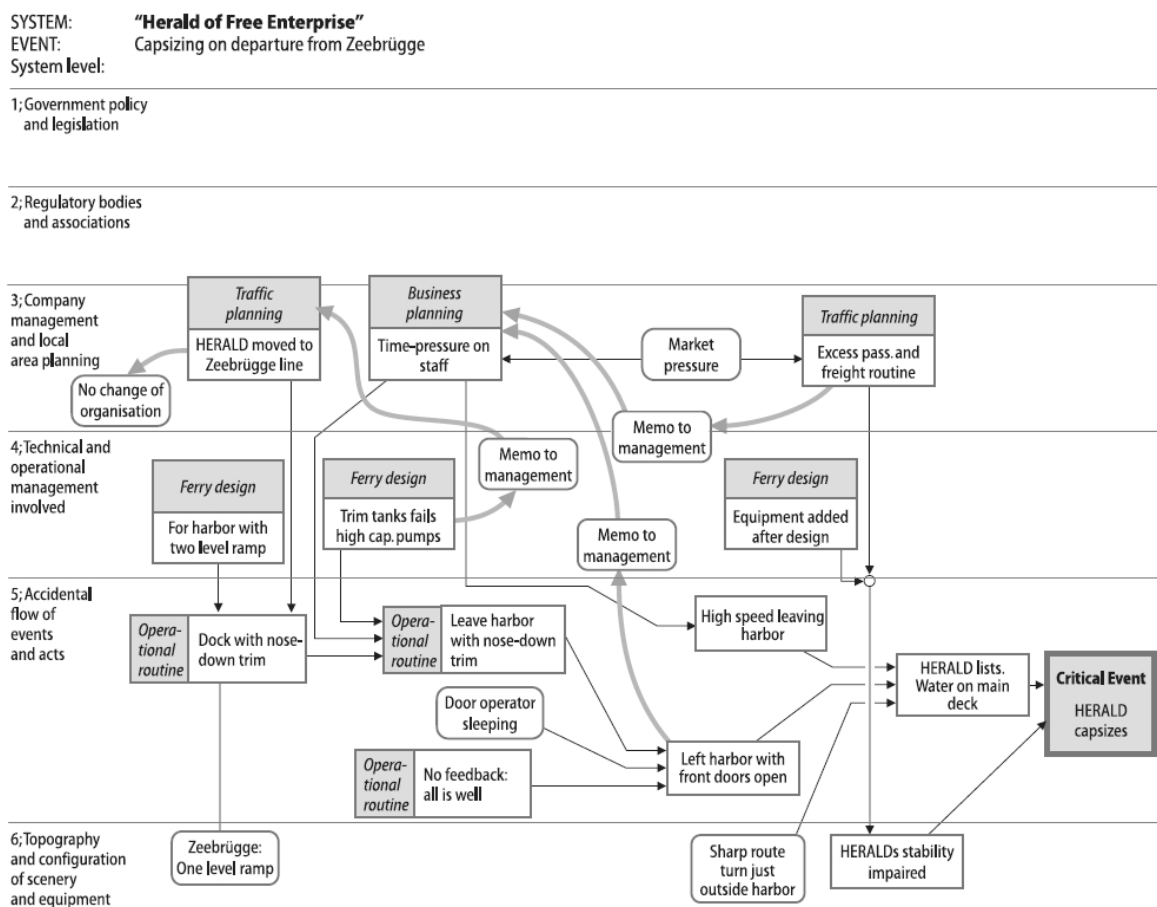 SYSTEM: "Herald of Free Enterprise"
EVENT: Capsizing on departure from Zeebrügge
System level:
1; Government policy
and legislation
2; Regulatory bodies
and associations
3; Company
management
and local
area planning
Traffic
planning
HERALD moved to
Zeebrügge line
No change of
organisation
Business
planning
Time-pressure on
staff
Market
pressure
Traffic planning
Excess pass. and
freight routine
Memo to
management
4; Technical and
operational
management
involved
Ferry design
For harbor with
two level ramp
Ferry design
Trim tanks fails
high cap. pumps
Memo to
management
Memo to
management
Ferry design
Equipment added
after design
5; Accidental
flow of
events
and acts
Opera-
tional
routine
Dock with nose-
down trim
Opera-
tional
routine
Leave harbor
with nose-down
trim
High speed leaving
harbor
HERALD lists.
Water on main
deck
Critical Event
HERALD
capsizes
Door operator
sleeping
Opera-
tional
routine
No feedback:
all is well
Left harbor with
front doors open
6; Topography
and configuration
of scenery
and equipment
Zeebrügge:
One level ramp
Sharp route
turn just
outside harbor
HERALDs stability
impaired